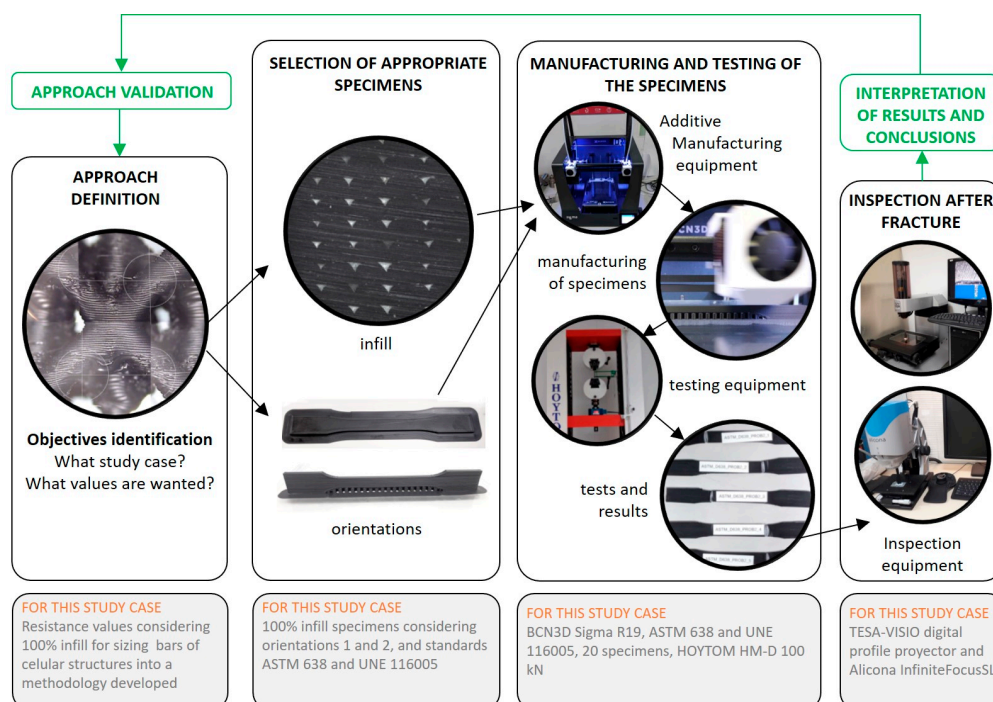 APPROACH VALIDATION
APPROACH
DEFINITION
Objectives identification
What study case?
What values are wanted?
FOR THIS STUDY CASE
Resistance values considering
100% infill for sizing bars of
celular structures into a
methodology developed
SELECTION OF APPROPRIATE
SPECIMENS
infill
orientations
FOR THIS STUDY CASE
100% infill specimens considering
orientations 1 and 2, and standards
ASTM 638 and UNE 116005
MANUFACTURING AND TESTING OF
THE SPECIMENS
Additive
Manufacturing
equipment
CN3D
manufacturing
of specimens
HOYTO
testing equipment
tests and
results
FOR THIS STUDY CASE
BCN3D Sigma R19, ASTM 638 and UNE
116005, 20 specimens, HOYTOM HM-D 100
kN
INTERPRETATION
OF RESULTS AND
CONCLUSIONS
INSPECTION AFTER
FRACTURE
alicona
Inspection
equipment
FOR THIS STUDY CASE
TESA-VISIO digital
profile proyector and
Alicona InfiniteFocusSL